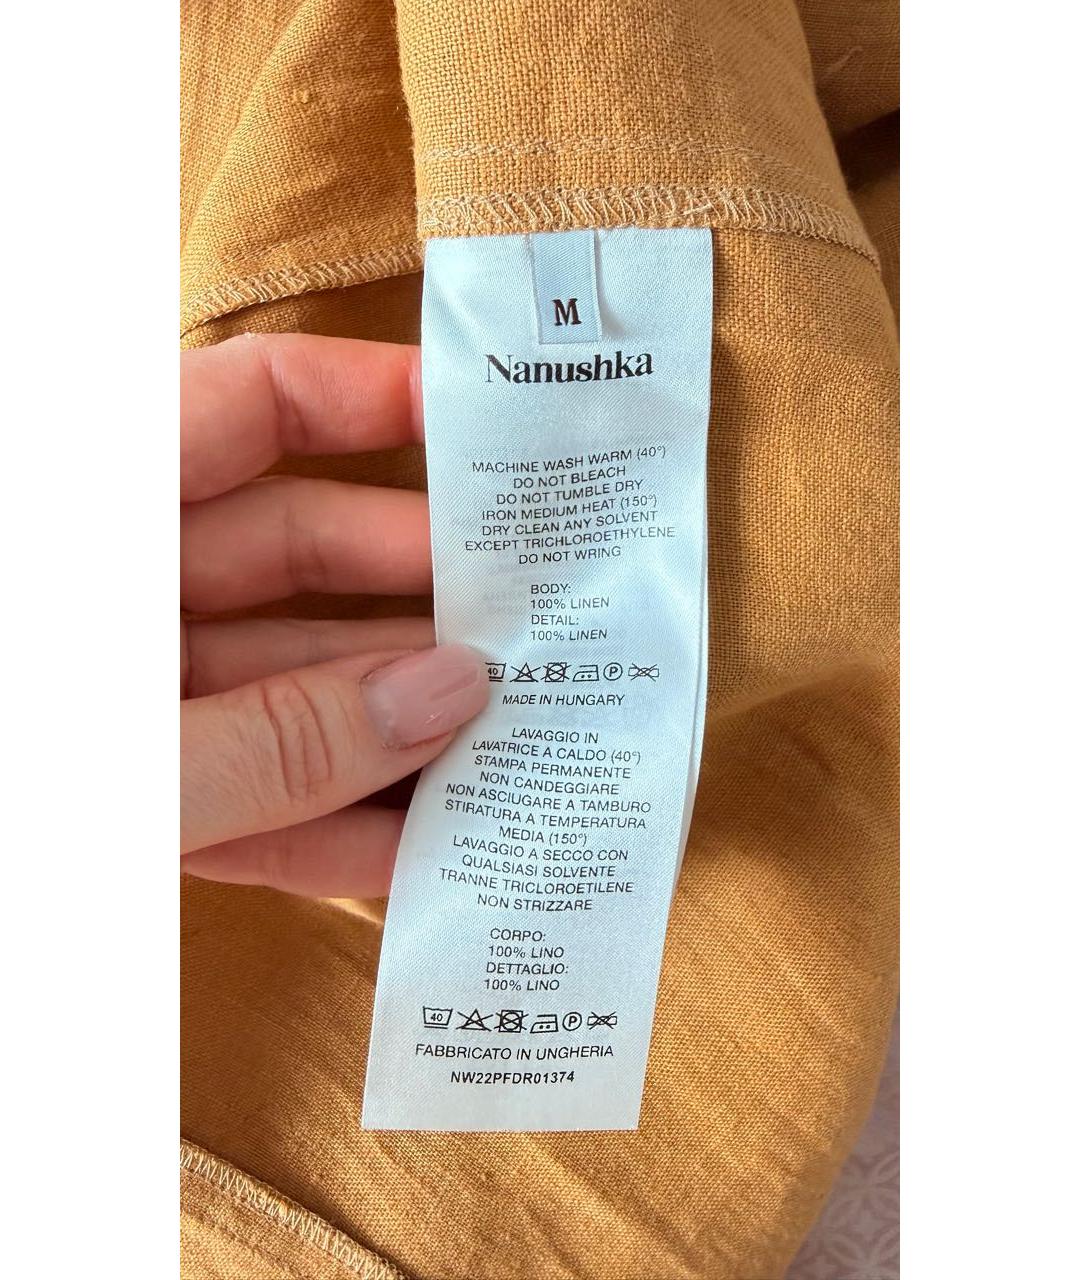 M
Nanushka
MACHINE WASH WARM (40°)
DO NOT BLEACH
DO NOT TUMBLE DRY
IRON MEDIUM HEAT (150°)
DRY CLEAN ANY SOLVENT
EXCEPT TRICHLOROETHYLENE
DO NOT WRING
BODY:
100% LINEN
DETAIL:
100% LINEN
40 P
MADE IN HUNGARY
LAVAGGIO IN
LAVATRICE A CALDO (40°)
STAMPA PERMANENTE
NON CANDEGGIARE
NON ASCIUGARE A TAMBURO
STIRATURA A TEMPERATURA
MEDIA (150°)
LAVAGGIO A SECCO CON
QUALSIASI SOLVENTE
TRANNE TRICLOROETILENE
NON STRIZZARE
CORPO:
100% LINO
DETTAGLIO:
100% LINO
40 P
FABBRICATO IN UNGHERIA
NW22PFDR01374